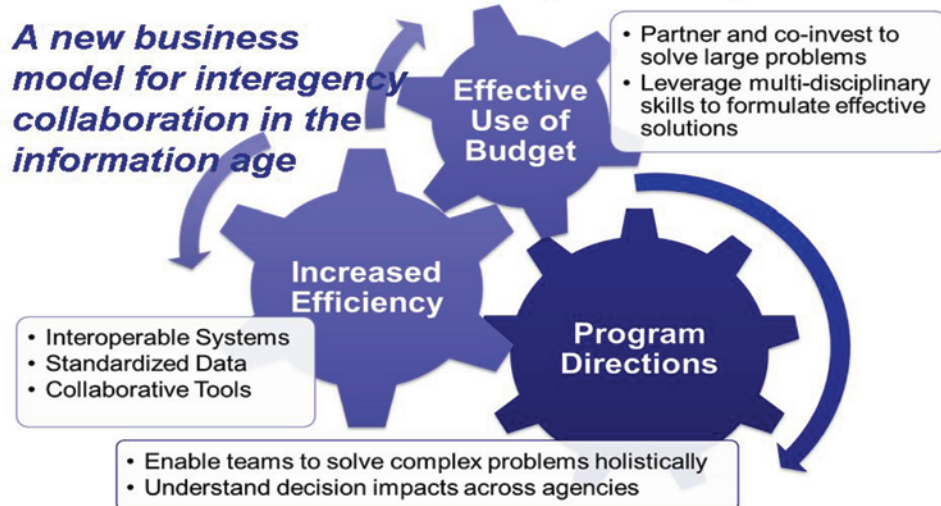 A new business
model for interagency
collaboration in the
information age
Effective
Use of
Budget
• Partner and co-invest to
solve large problems
• Leverage multi-disciplinary
skills to formulate effective
solutions
Increased
Efficiency
• Interoperable Systems
• Standardized Data
• Collaborative Tools
Program
Directions
• Enable teams to solve complex problems holistically
• Understand decision impacts across agencies